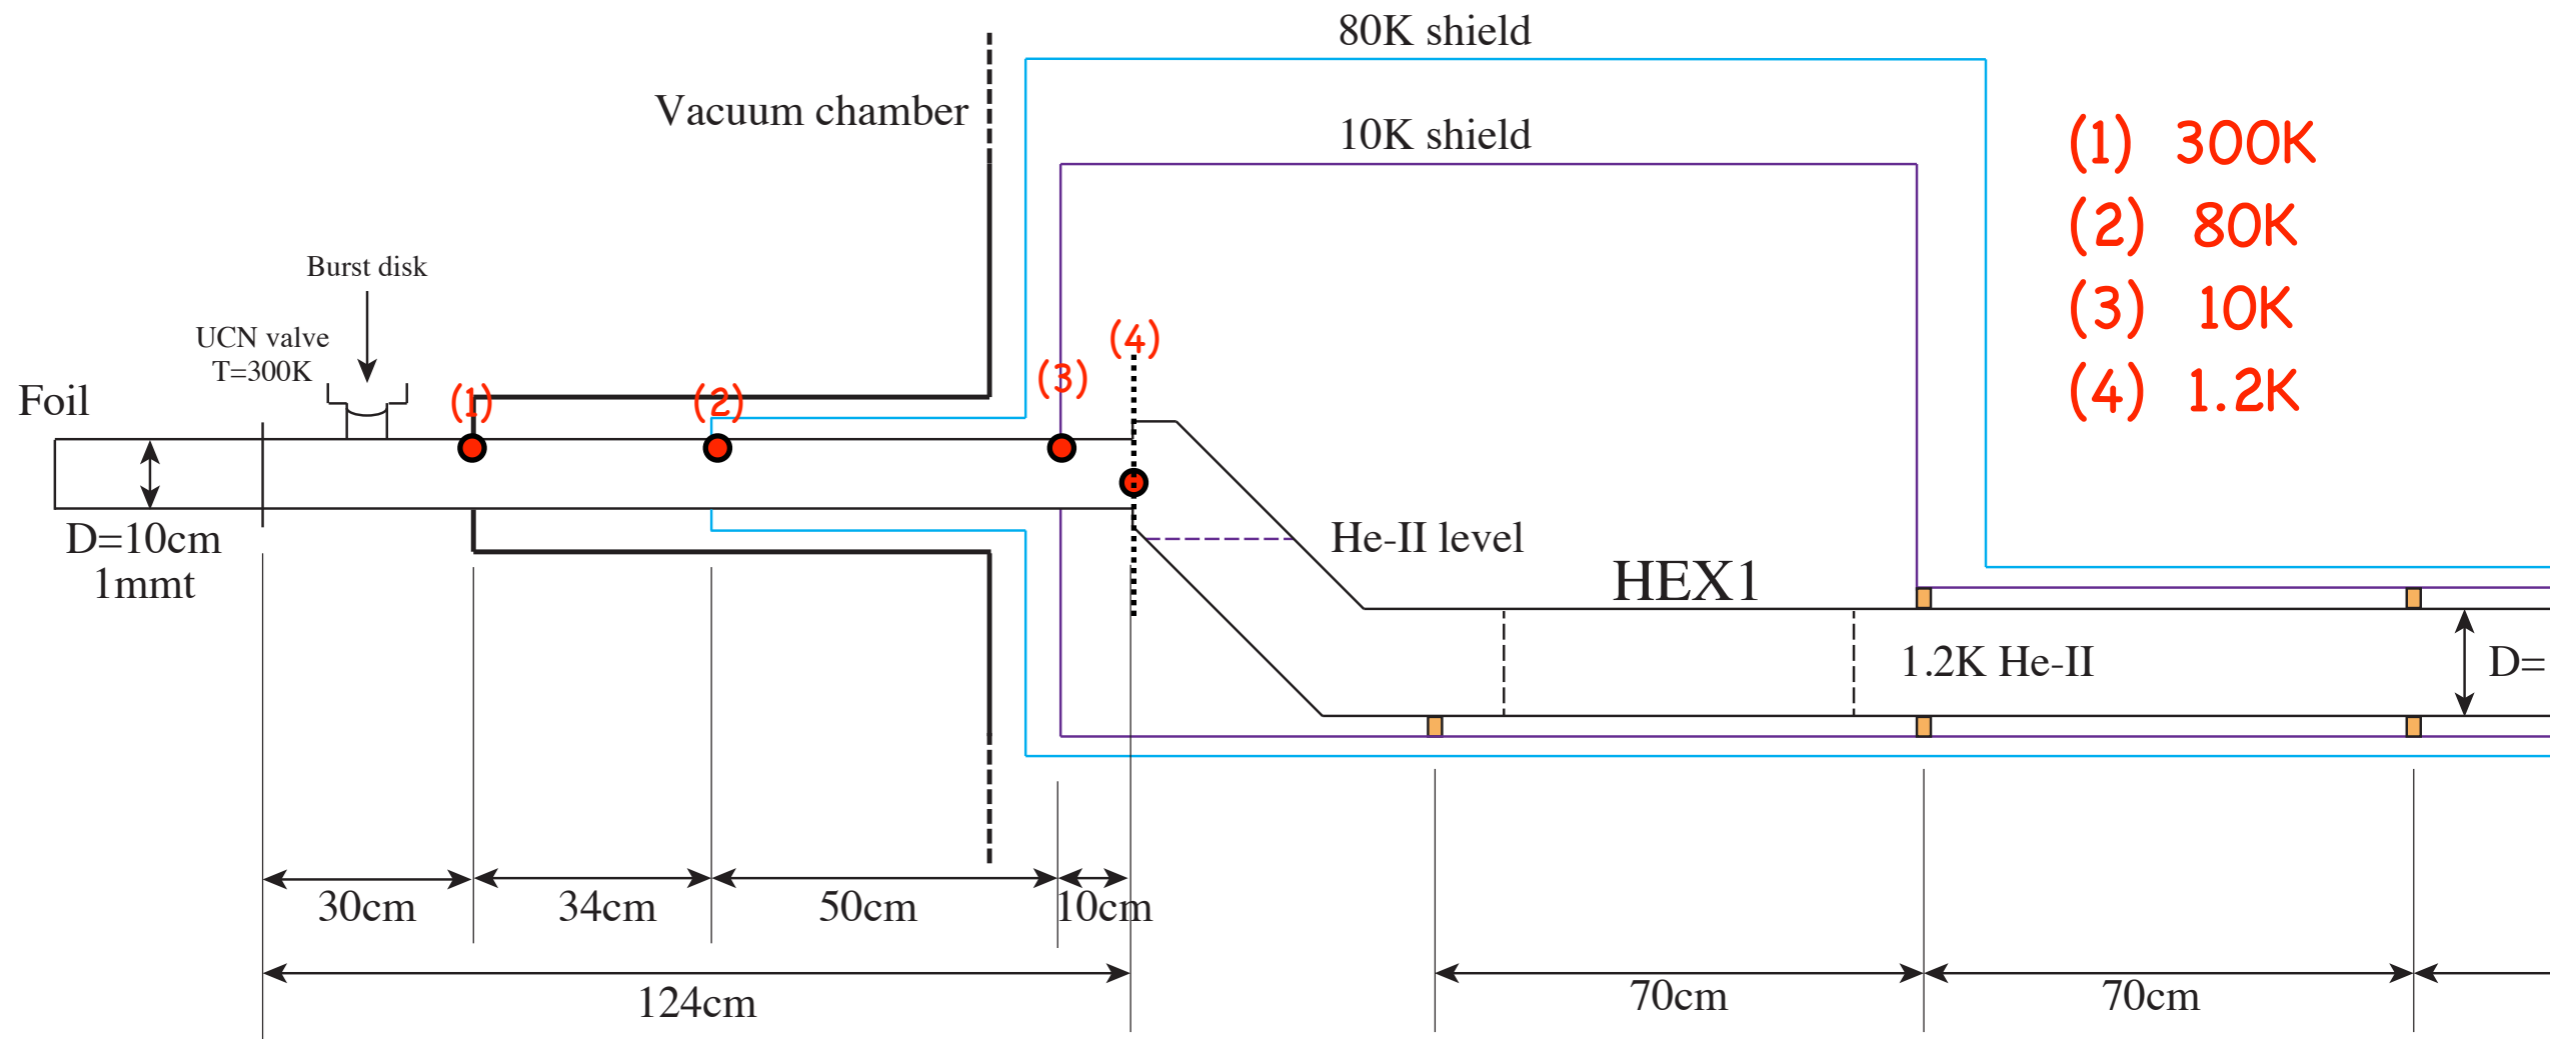 80K shield
Vacuum chamber
10K shield
(1) 300K
(2) 80K
(3) 10K
(4) 1.2K
Burst disk
UCN valve
T=300K
Foil
(1)
(2)
(3)
(4)
D=10cm
1mmt
He-II level
HEX1
1.2K He-II
D=
30cm
34cm
50cm
10cm
124cm
70cm
70cm